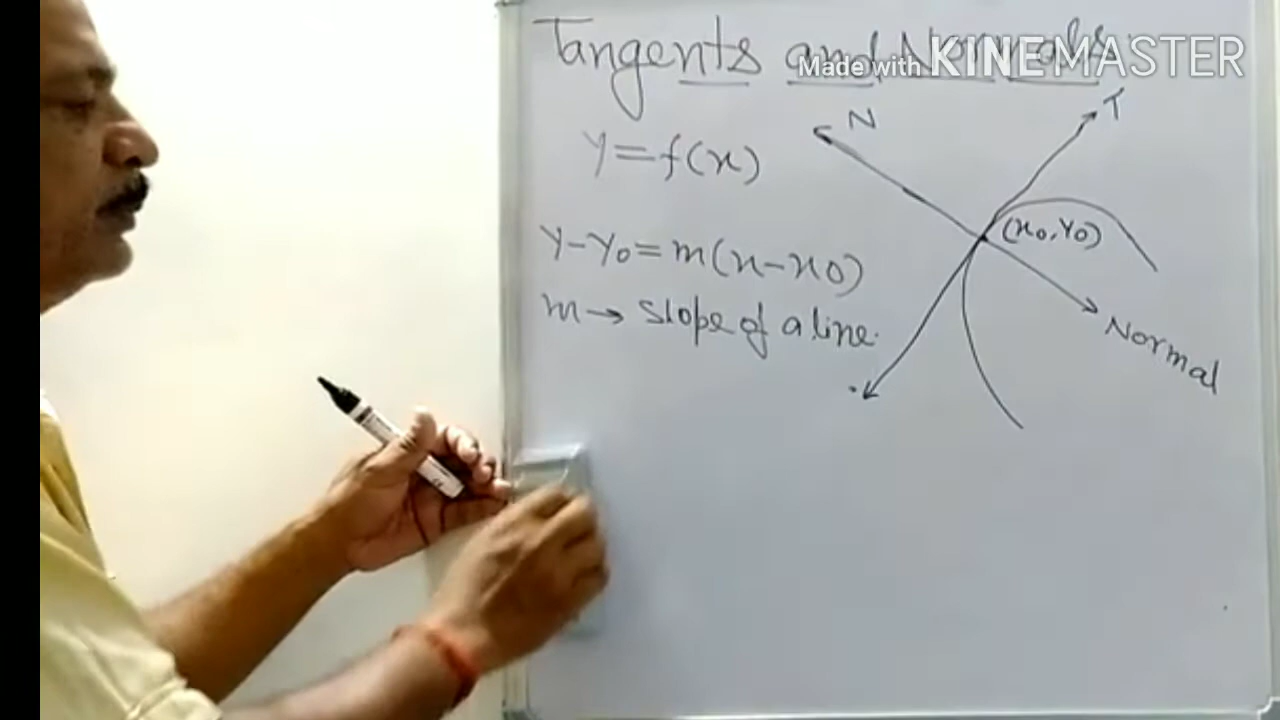 Tangents and Normals
Made with KINEMASTER
y=f(x)
N
T
(x0,y0)
y-y0=m(x-x0)
m→ slope of a line.
Normal